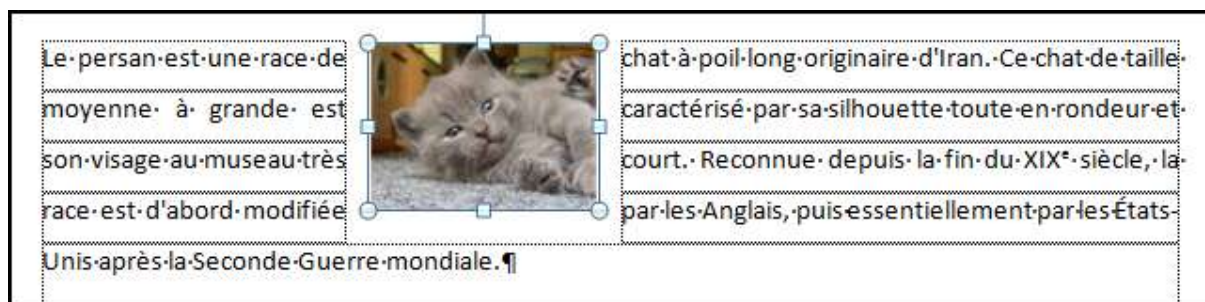 Le persan est une race de chat à poil long originaire d'Iran. Ce chat de taille
moyenne à grande est caractérisé par sa silhouette toute en rondeur et
son visage au museau très court. Reconnue depuis la fin du XIXᵉ siècle, la
race est d'abord modifiée par les Anglais, puis essentiellement par les États-
Unis après la Seconde Guerre mondiale.¶